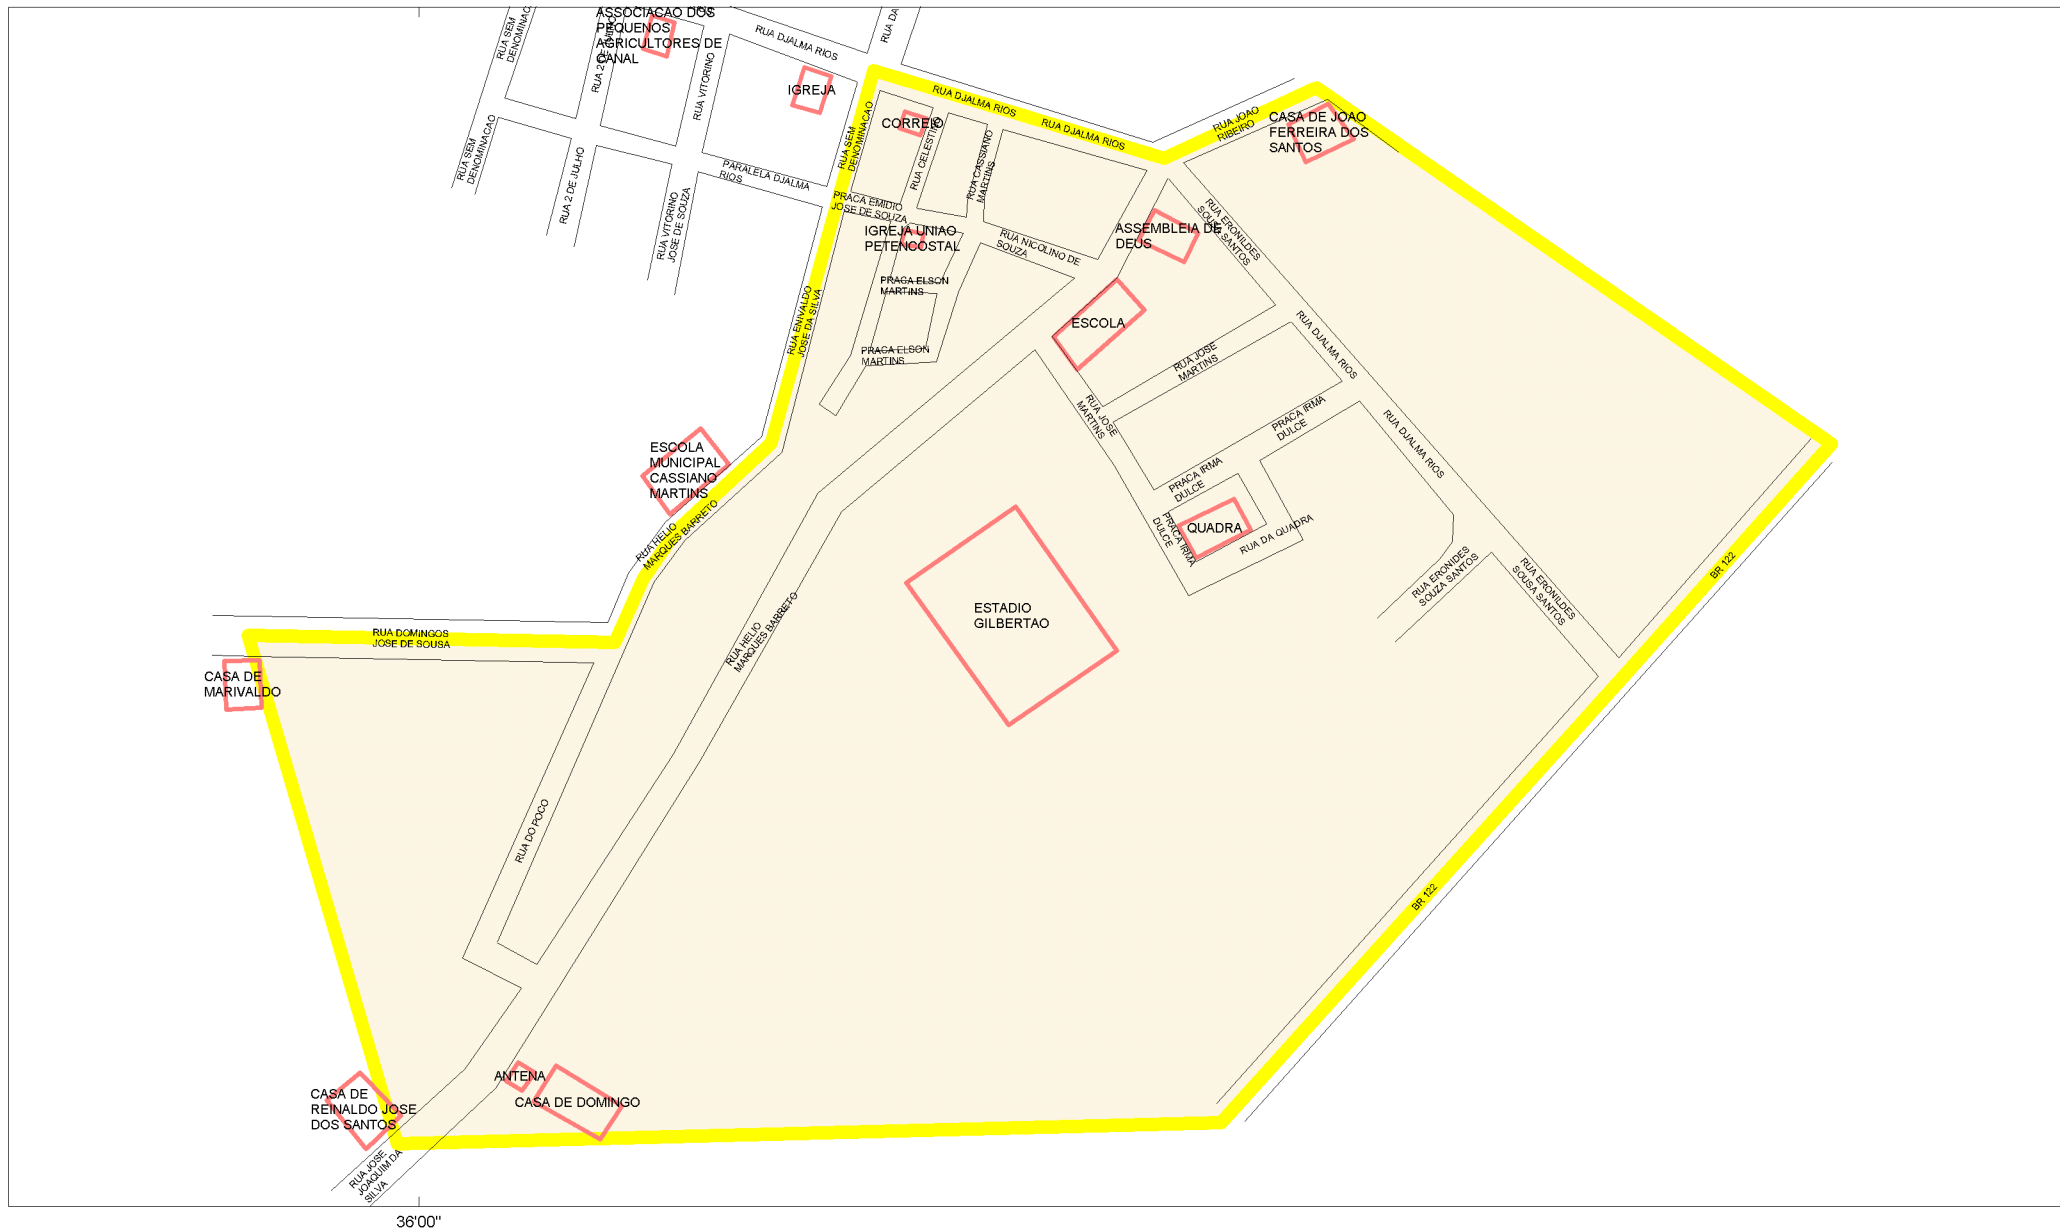 ASSOCIACAO DOS
PEQUENOS
AGRICULTORES DE
CANAL
RUA SEM
DENOMINAC
RUA 2 DE JULHO
RUA VITORINO
RUA DJALMA RIOS
RUA DA
IGREJA
CORREIO
RUA SEM
DENOMINACAO
RUA DJALMA RIOS
RUA DJALMA RIOS
RUA JOAO
RIBEIRO
CASA DE JOAO
FERREIRA DOS
SANTOS
RUA SEM
DENOMINACAO
RUA CELESTINO
RUA CASSIANO
MARTINS
PARALELA DJALMA
RIOS
RUA 2 DE JULHO
RUA VITORINO
JOSE DE SOUZA
PRACA EMIDIO
JOSE DE SOUZA
IGREJA UNIAO
PETENCOSTAL
RUA NICOLINO DE
SOUZA
ASSEMBLEIA DE
DEUS
RUA ERONILDES
SOUSA SANTOS
PRACA ELSON
MARTINS
RUA ENIVALDO
JOSE DA SILVA
ESCOLA
RUA DJALMA RIOS
PRACA ELSON
MARTINS
RUA JOSE
MARTINS
RUA JOSE
MARTINS
PRACA IRMA
DULCE
RUA DJALMA RIOS
ESCOLA
MUNICIPAL
CASSIANO
MARTINS
PRACA IRMA
DULCE
RUA HELIO
MARQUES BARRETO
PRACA IRMA
DULCE
QUADRA
RUA DA QUADRA
RUA ERONIDES
SOUZA SANTOS
RUA ERONILDES
SOUSA SANTOS
BR 122
ESTADIO
GILBERTAO
RUA DOMINGOS
JOSE DE SOUSA
RUA HELIO
MARQUES BARRETO
CASA DE
MARIVALDO
RUA DO POCO
BR 122
ANTENA
CASA DE DOMINGO
CASA DE
REINALDO JOSE
DOS SANTOS
RUA JOSE
JOAQUIM DA
SILVA
36'00"